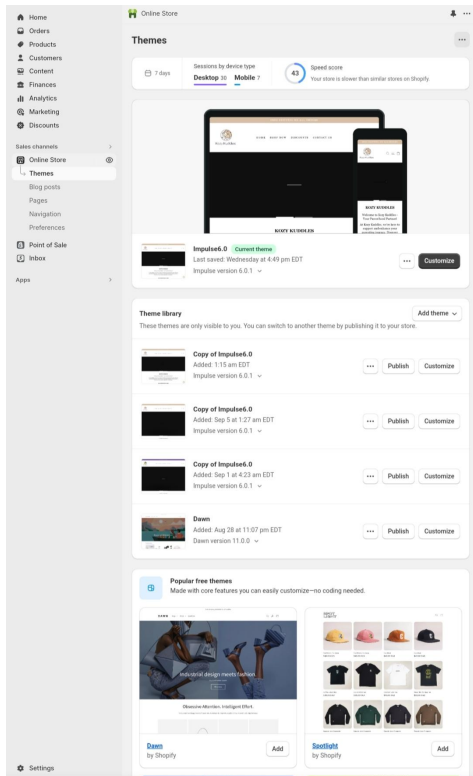 Home
Orders
Products
Customers
Content
Finances
Analytics
Marketing
Discounts
Sales channels
Online Store
Themes
Blog posts
Pages
Navigation
Preferences
Point of Sale
Inbox
Apps
Settings
Online Store
Themes
7 days
Sessions by device type
Desktop 30 Mobile 7
43
Speed score
Your store is slower than similar stores on Shopify.
KOZY KUDDLES
KOZY KUDDLES
Impulse6.0 Current theme
Last saved: Wednesday at 4:49 pm EDT
Impulse version 6.0.1
Customize
Theme library
Add theme
These themes are only visible to you. You can switch to another theme by publishing it to your store.
Copy of Impulse6.0
Added: 1:15 am EDT
Impulse version 6.0.1
Publish Customize
Copy of Impulse6.0
Added: Sep 5 at 1:27 am EDT
Impulse version 6.0.1
Publish Customize
Copy of Impulse6.0
Added: Sep 1 at 4:23 am EDT
Impulse version 6.0.1
Publish Customize
Dawn
Added: Aug 28 at 11:07 pm EDT
Dawn version 11.0.0
Publish Customize
Popular free themes
Made with core features you can easily customize—no coding needed.
Industrial design meets fashion
Obsessive Attention. Intelligent Effort.
Dawn
by Shopify
Add
Spotlight
by Shopify
Add